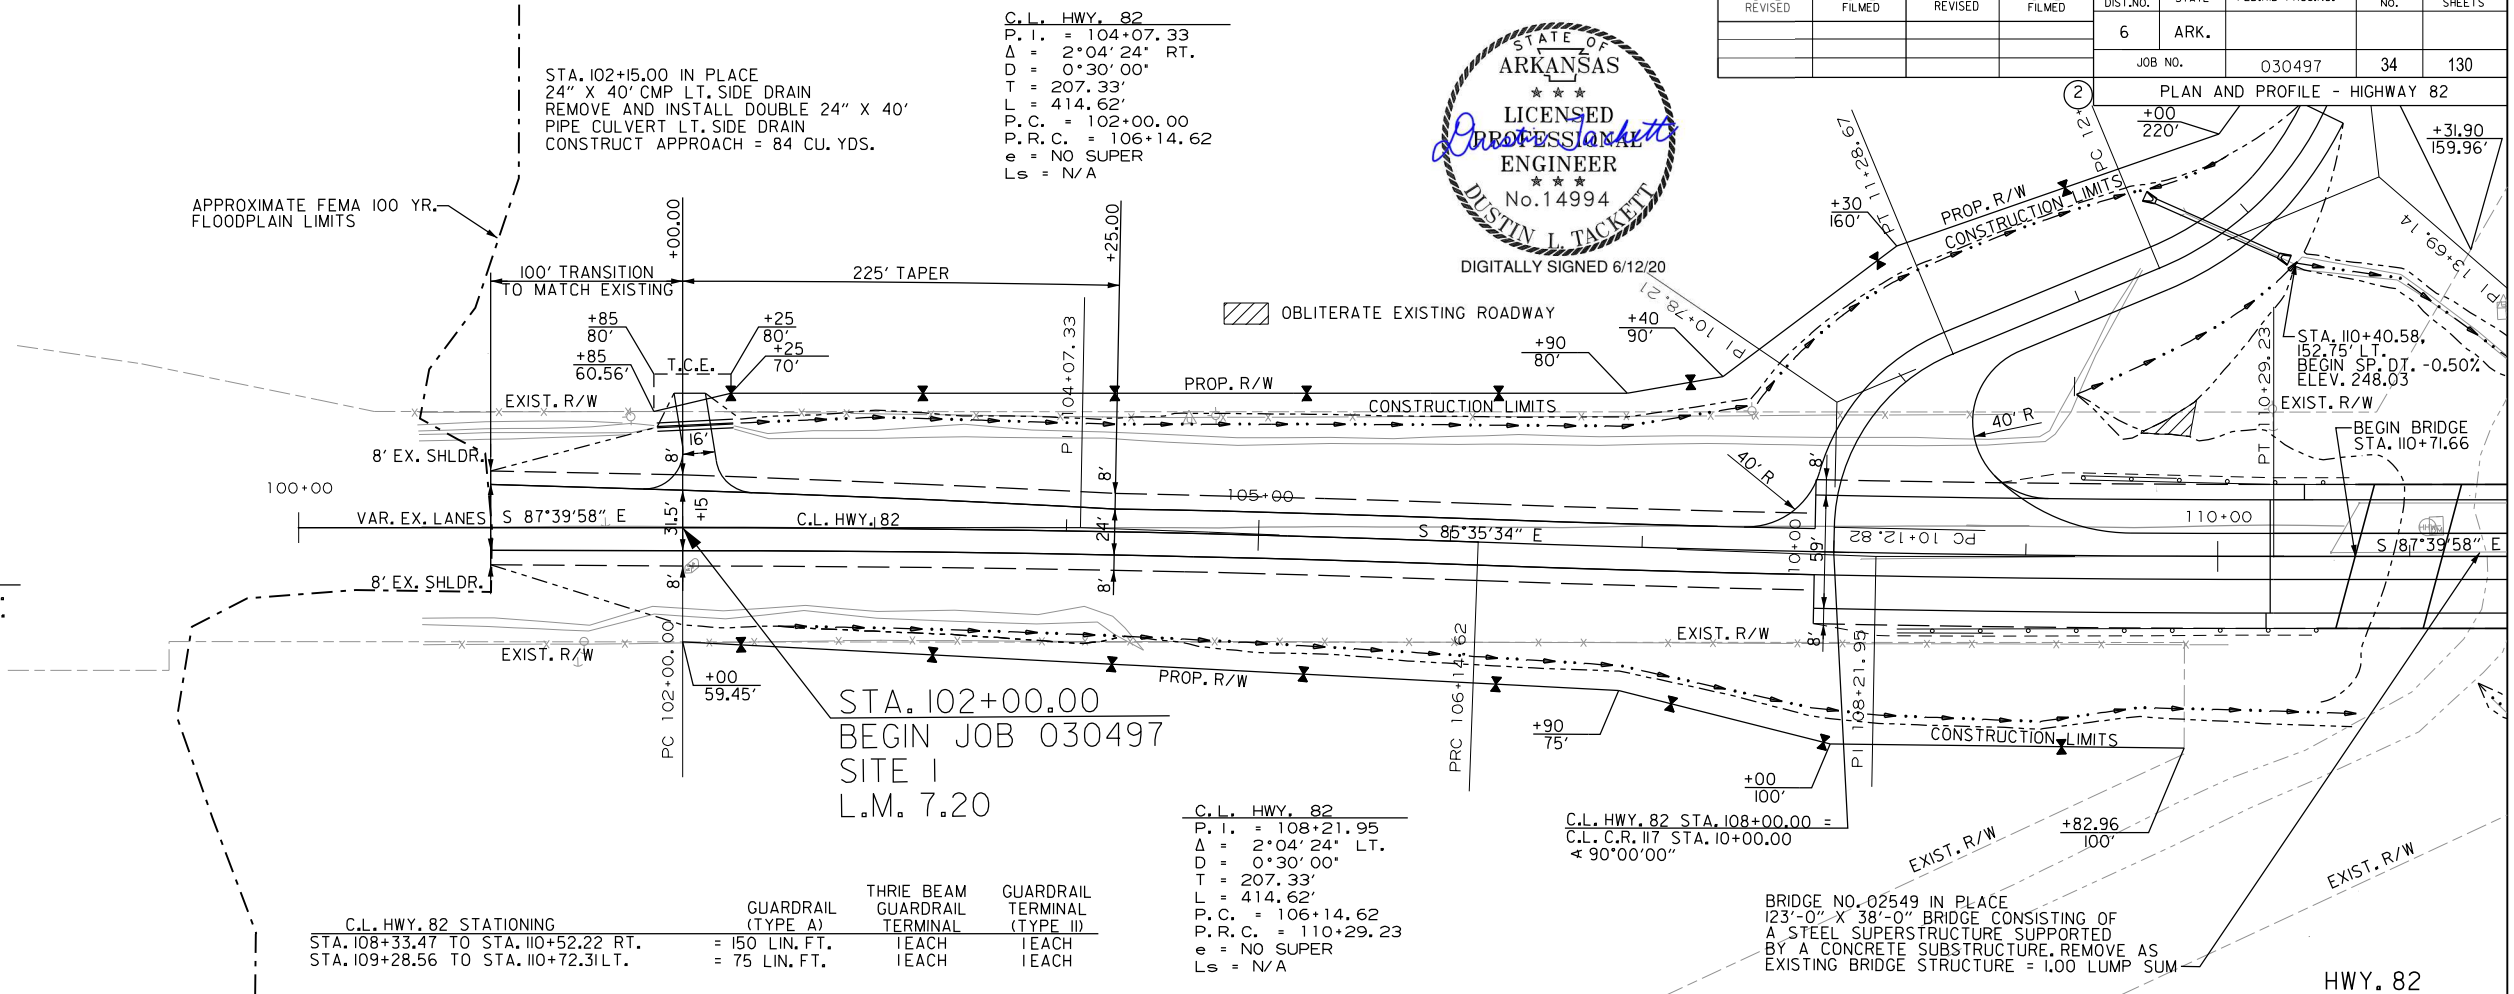 C.L. HWY. 82
P.I. = 104+07.33
Δ = 2°04'24" RT.
D = 0°30'00"
T = 207.33'
L = 414.62'
P.C. = 102+00.00
P.R.C. = 106+14.62
e = NO SUPER
Ls = N/A
STA. 102+15.00 IN PLACE
24" X 40' CMP LT. SIDE DRAIN
REMOVE AND INSTALL DOUBLE 24" X 40'
PIPE CULVERT LT. SIDE DRAIN
CONSTRUCT APPROACH = 84 CU. YDS.
STATE OF
ARKANSAS
★ ★ ★
LICENSED
PROFESSIONAL
ENGINEER
★ ★ ★
No. 14994
DUSTIN L. TACKETT
Dustin Tackett
DIGITALLY SIGNED 6/12/20
REVISED FILMED REVISED FILMED DIST.NO. NO. SHEETS
6 ARK.
JOB NO. 030497 34 130
2 PLAN AND PROFILE - HIGHWAY 82
APPROXIMATE FEMA 100 YR.
FLOODPLAIN LIMITS
100' TRANSITION
TO MATCH EXISTING
+00.00
225' TAPER
+25.00
OBLITERATE EXISTING ROADWAY
+85
80'
+85
60.56'
T.C.E.
+25
80'
+25
70'
PI 104+07.33
+90
80'
+40
90'
PI 10+78.21
+30
160'
PT 11+28.67
PROP. R/W
CONSTRUCTION LIMITS
PC 12+
+00
220'
+31.90
159.96'
PI 13+69.14
EXIST. R/W
PROP. R/W
CONSTRUCTION LIMITS
STA. 110+40.58,
152.75' LT.
BEGIN SP. DT. -0.50%
ELEV. 248.03
EXIST. R/W
PT 110+29.23
BEGIN BRIDGE
STA. 110+71.66
16'
8'
40' R
40' R
8' EX. SHLDR.
8'
8'
100+00
105+00
110+00
VAR. EX. LANES
S 87°39'58" E
31.5'
+15
C.L. HWY. 82
24'
S 85°35'34" E
10+00
59'
PC 10+12.82
S 87°39'58" E
8' EX. SHLDR.
8'
8'
8'
EXIST. R/W
EXIST. R/W
PC 102+00.00
+00
59.45'
PROP. R/W
PRC 106+14.62
PI 108+21.95
STA. 102+00.00
BEGIN JOB 030497
SITE 1
L.M. 7.20
+90
75'
+00
100'
CONSTRUCTION LIMITS
+82.96
100'
C.L. HWY. 82
P.I. = 108+21.95
Δ = 2°04'24" LT.
D = 0°30'00"
T = 207.33'
L = 414.62'
P.C. = 106+14.62
P.R.C. = 110+29.23
e = NO SUPER
Ls = N/A
C.L. HWY. 82 STA. 108+00.00 =
C.L. C.R. 117 STA. 10+00.00
∢ 90°00'00"
EXIST. R/W
EXIST. R/W
BRIDGE NO. 02549 IN PLACE
123'-0" X 38'-0" BRIDGE CONSISTING OF
A STEEL SUPERSTRUCTURE SUPPORTED
BY A CONCRETE SUBSTRUCTURE. REMOVE AS
EXISTING BRIDGE STRUCTURE = 1.00 LUMP SUM
C.L. HWY. 82 STATIONING GUARDRAIL (TYPE A) THRIE BEAM GUARDRAIL TERMINAL GUARDRAIL TERMINAL (TYPE II)
STA. 108+33.47 TO STA. 110+52.22 RT. = 150 LIN. FT. 1 EACH 1 EACH
STA. 109+28.56 TO STA. 110+72.31 LT. = 75 LIN. FT. 1 EACH 1 EACH
HWY. 82